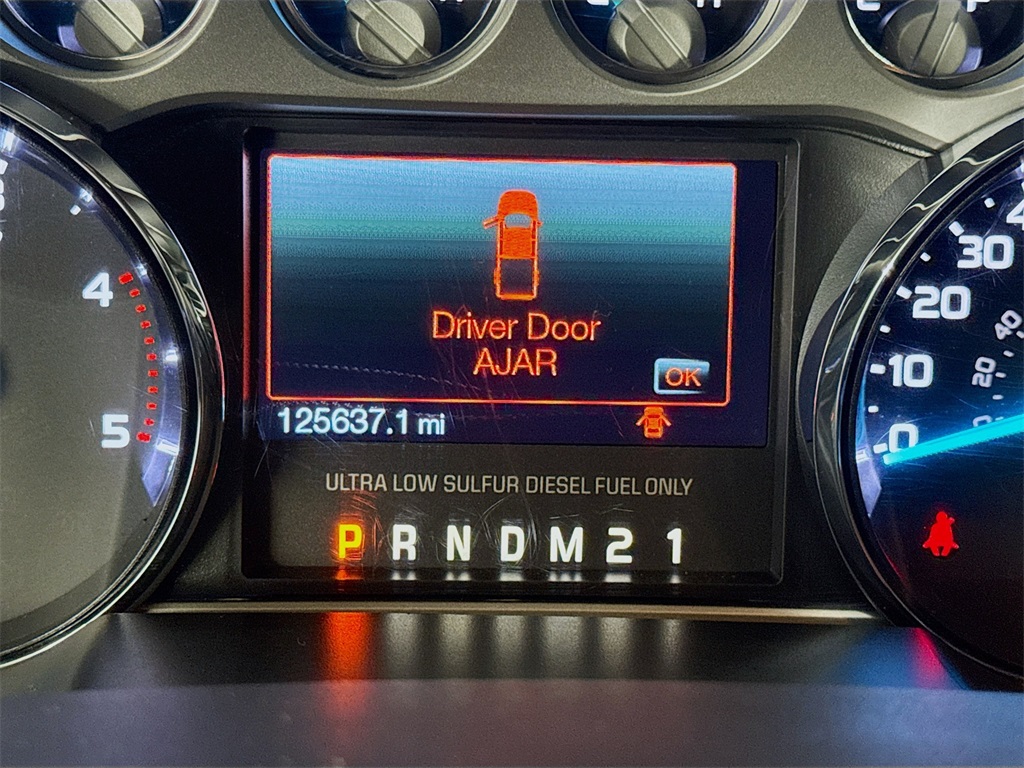 E F
4
5
Driver Door
AJAR
OK
125637.1 mi
ULTRA LOW SULFUR DIESEL FUEL ONLY
P R N D M 2 1
30
20
10
0
40
20